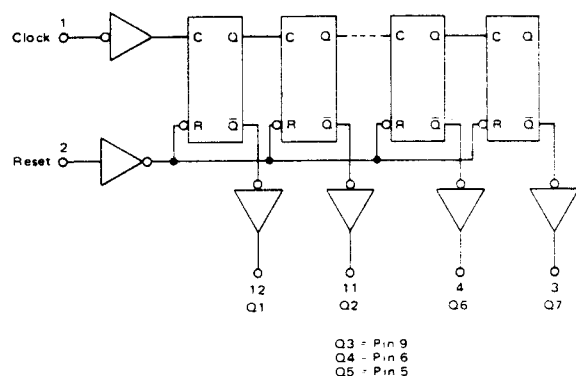 1
Clock
C Q C Q C Q C Q
R Q̅ R Q̅ R Q̅ R Q̅
2
Reset
12 11 4 3
Q1 Q2 Q6 Q7
Q3 = Pin 9
Q4 - Pin 6
Q5 = Pin 5